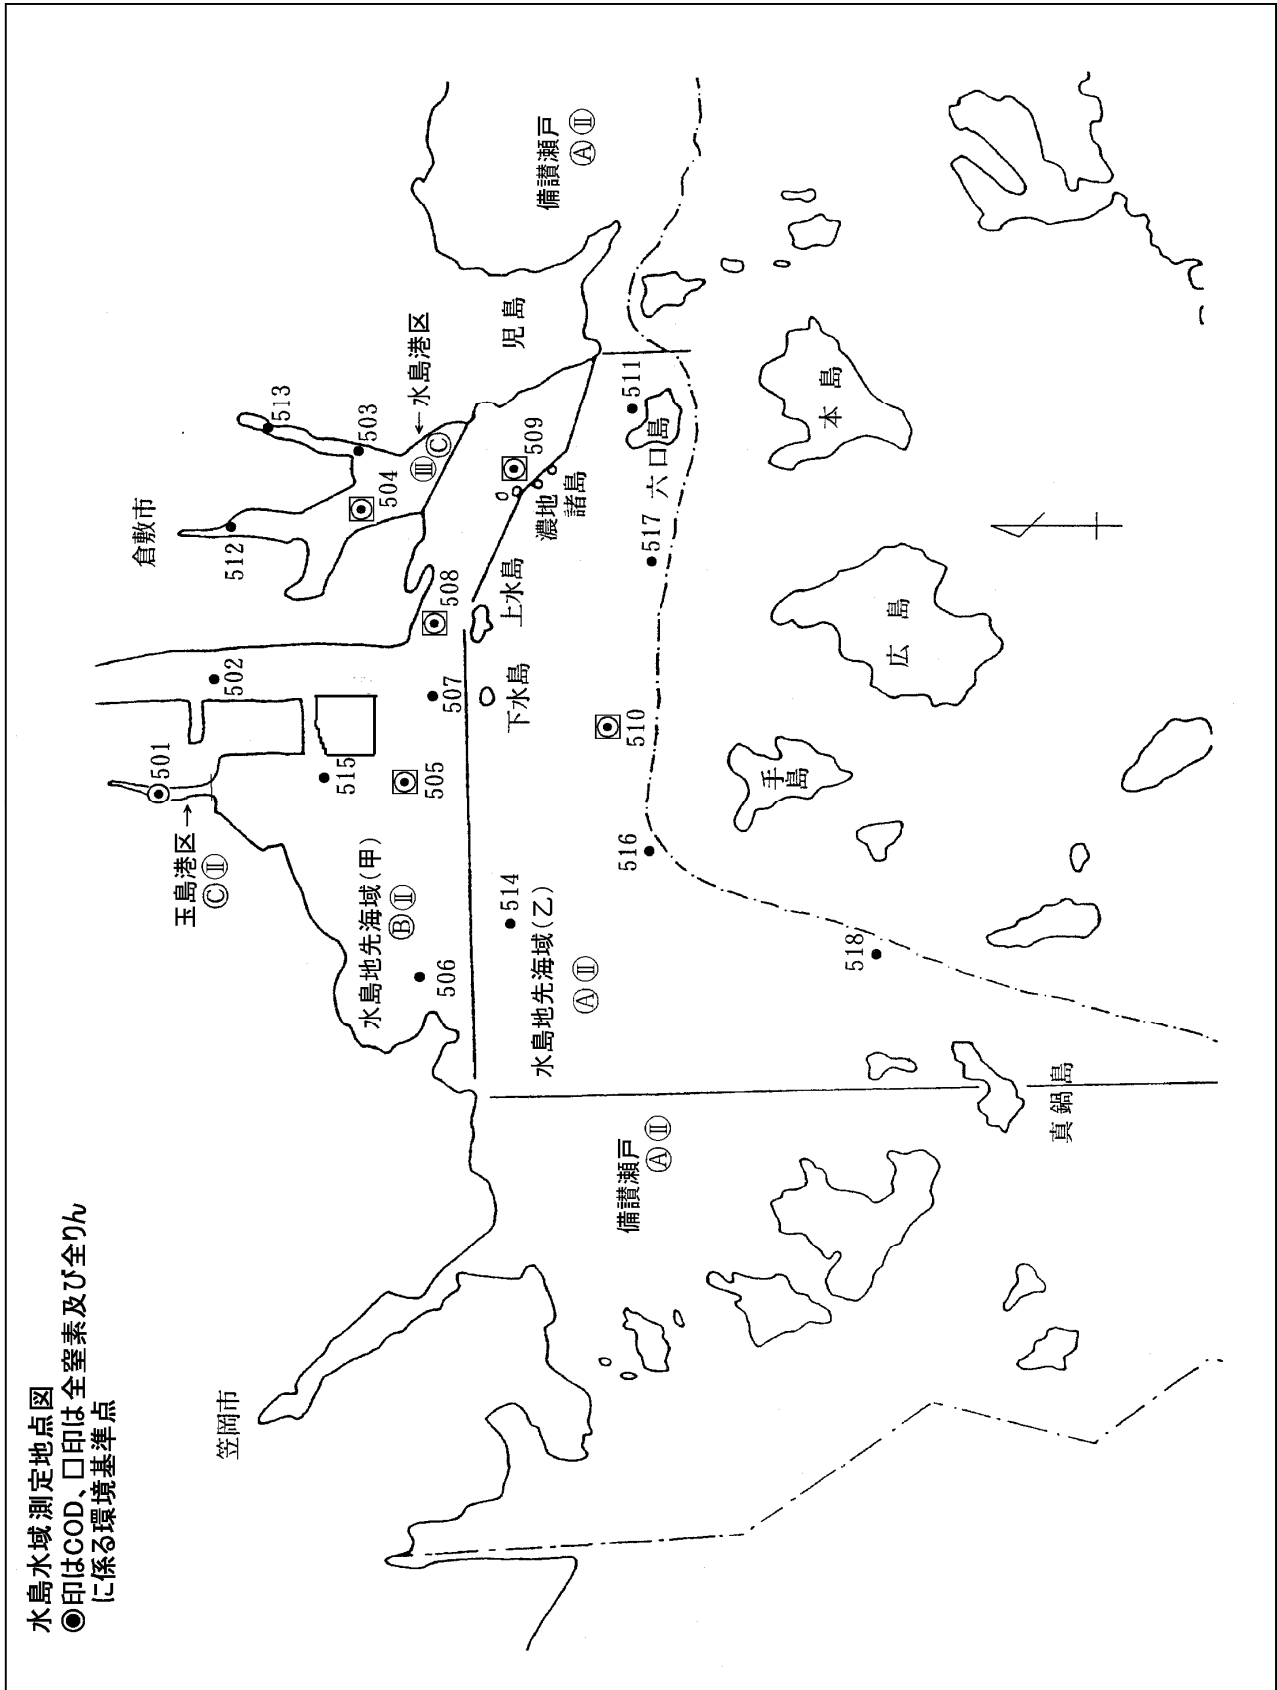 水島水域測定地点図
◉印はCOD、□印は全窒素及び全りん
に係る環境基準点
笠岡市
倉敷市
児島
備讃瀬戸
Ⓐ Ⅱ
備讃瀬戸
Ⓐ Ⅱ
玉島港区→
Ⓒ Ⅱ
←水島港区
Ⅲ Ⓒ
水島地先海域(甲)
Ⓑ Ⅱ
水島地先海域(乙)
Ⓐ Ⅱ
501
502
503
504
505
506
507
508
509
510
511
512
513
514
515
516
517
518
上水島
下水島
濃地
諸島
六口島
本島
広島
手島
真鍋島